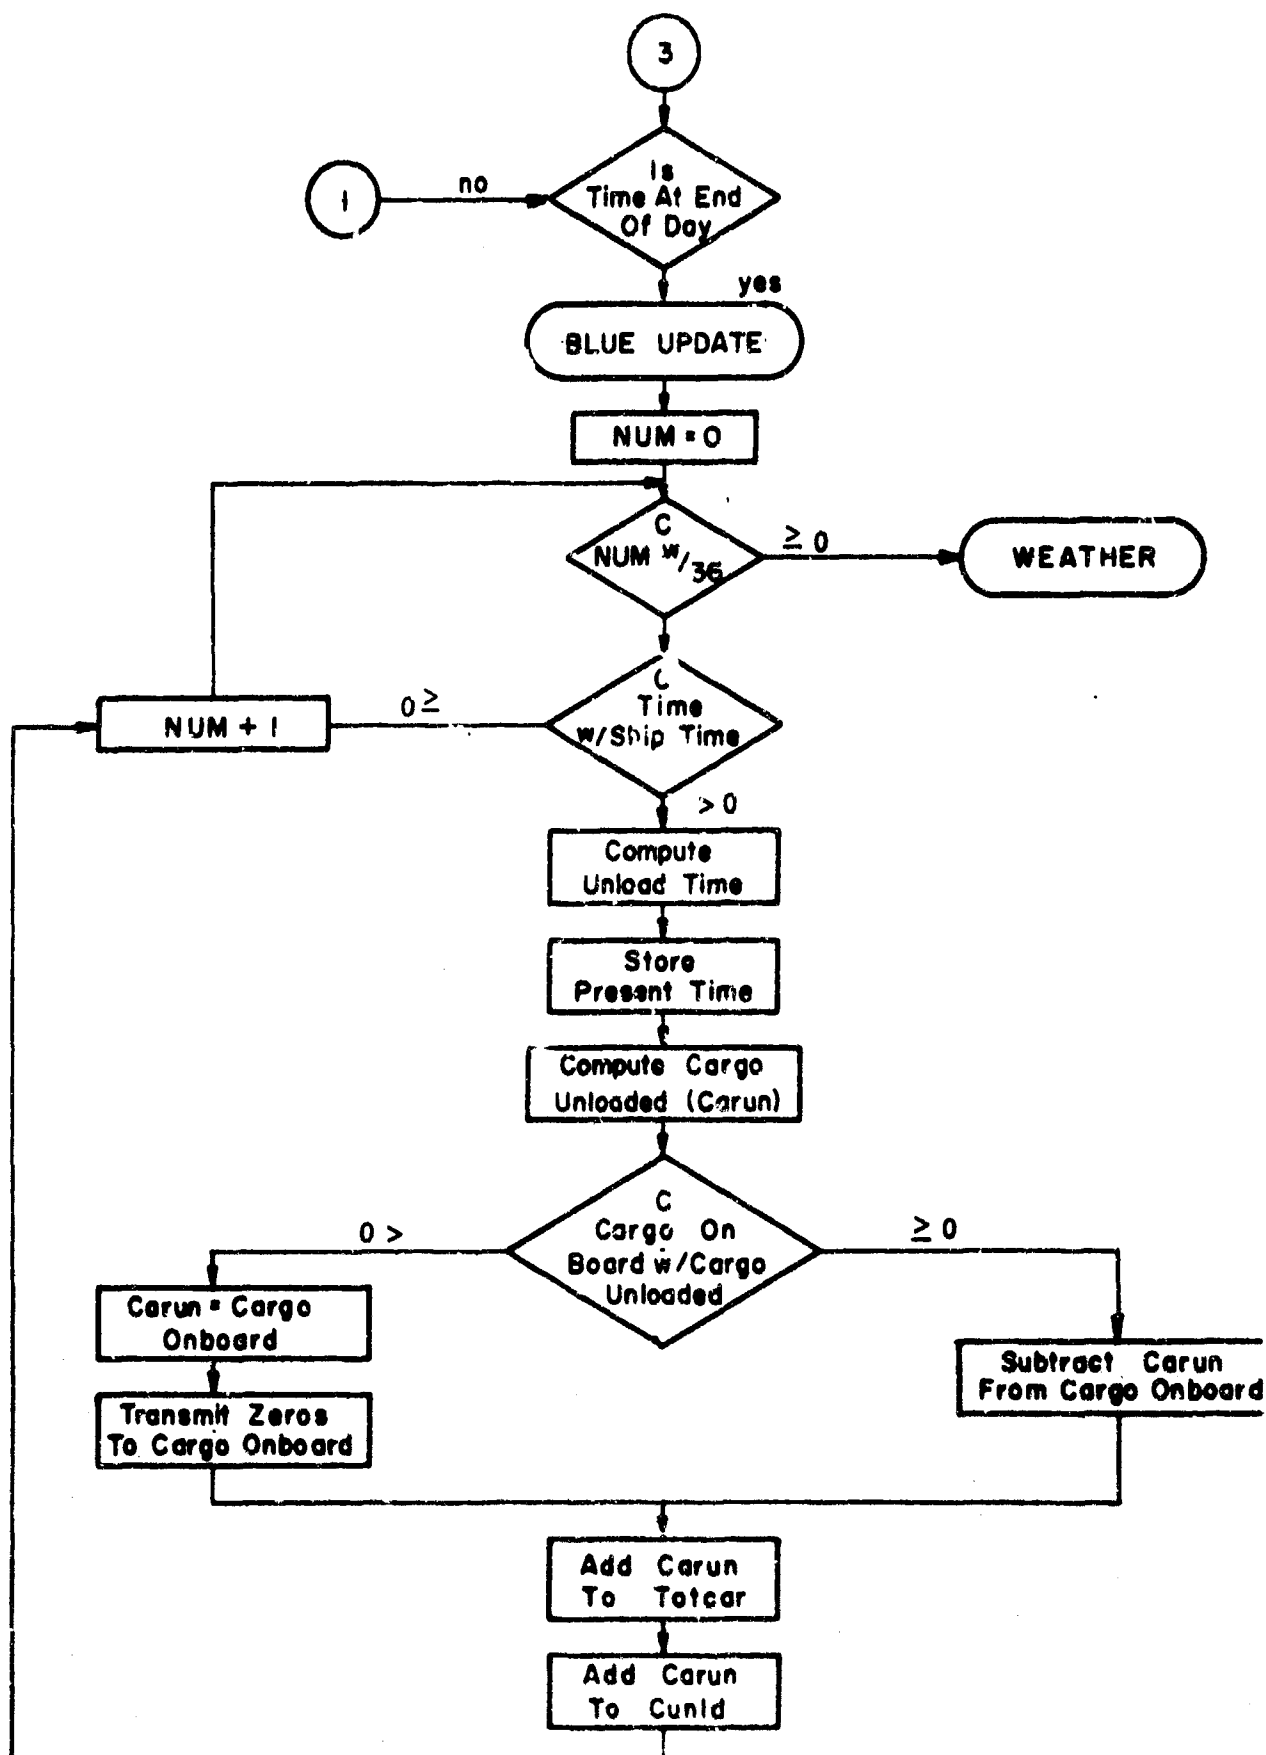 3
Is
Time At End
Of Day
no
1
yes
BLUE UPDATE
NUM = 0
C
NUM w/36
≥ 0
WEATHER
C
Time
w/Ship Time
0 ≥
NUM + 1
> 0
Compute
Unload Time
Store
Present Time
Compute Cargo
Unloaded (Carun)
C
Cargo On
Board w/Cargo
Unloaded
0 >
≥ 0
Carun = Cargo
Onboard
Subtract Carun
From Cargo Onboard
Transmit Zeros
To Cargo Onboard
Add Carun
To Totcar
Add Carun
To Cunld